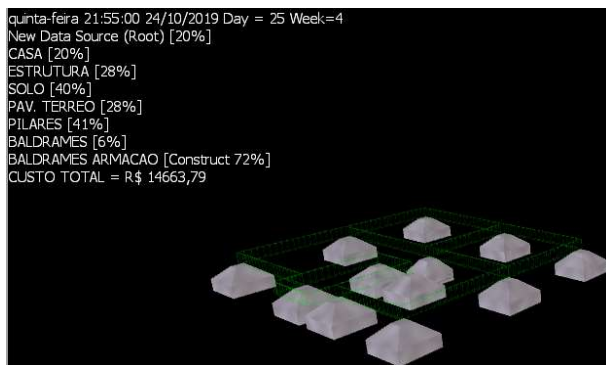 quinta-feira 21:55:00 24/10/2019 Day = 25 Week=4
New Data Source (Root) [20%]
CASA [20%]
ESTRUTURA [28%]
SOLO [40%]
PAV. TERREO [28%]
PILARES [41%]
BALDRAMES [6%]
BALDRAMES ARMACAO [Construct 72%]
CUSTO TOTAL = R$ 14663,79